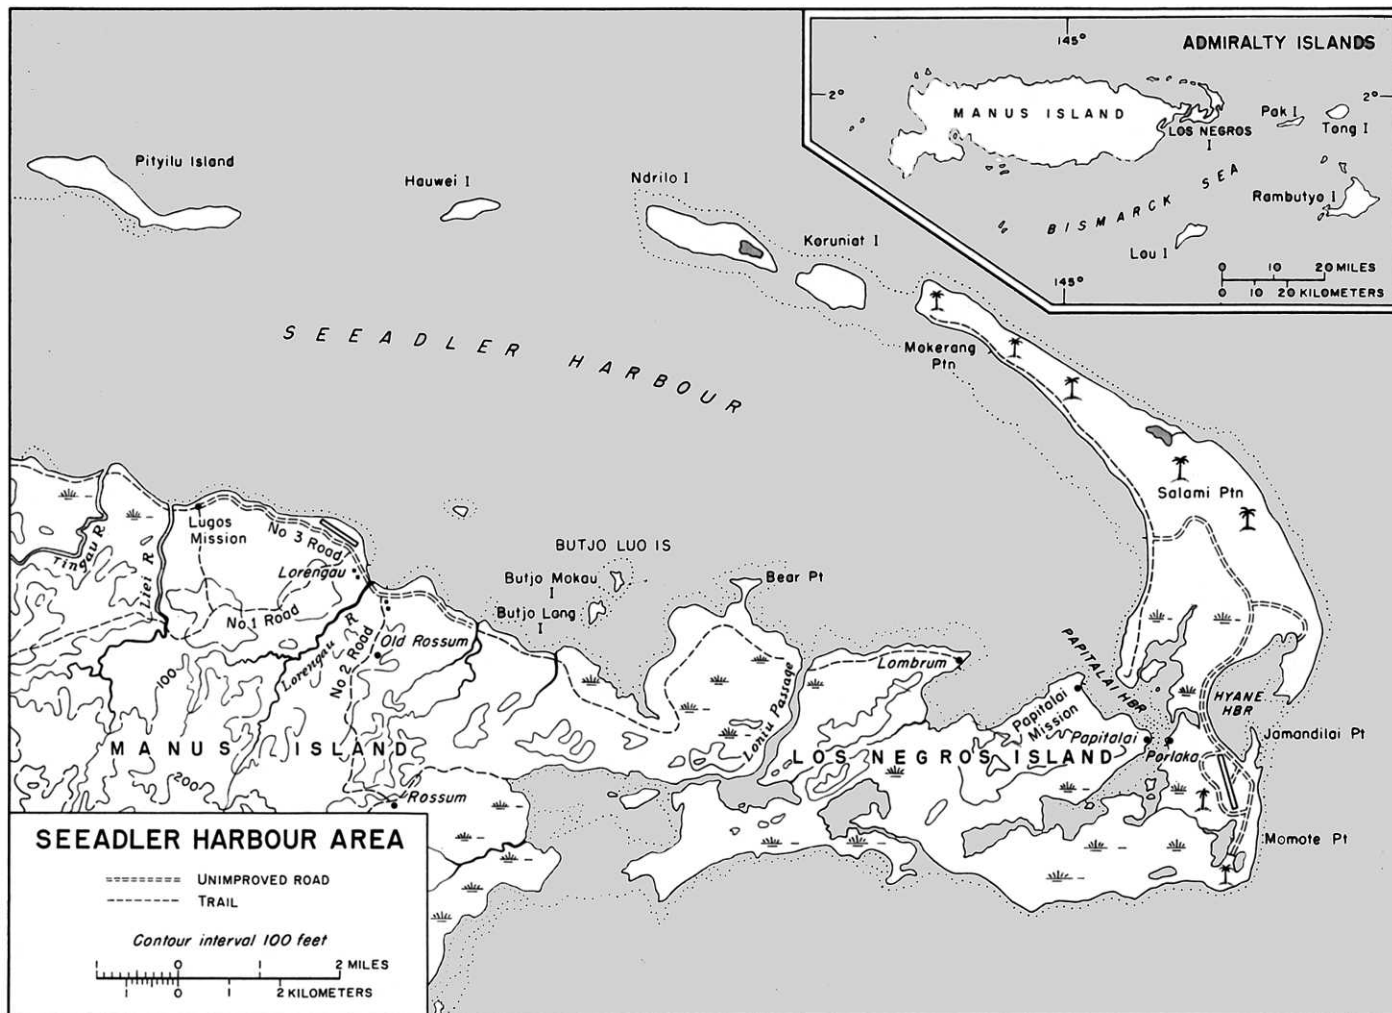 145°
ADMIRALTY ISLANDS
2°
2°
MANUS ISLAND
LOS NEGROS
I
Pak I
Tong I
BISMARCK SEA
Rambutyo I
Lou I
145°
0 10 20 MILES
0 10 20 KILOMETERS
Pityilu Island
Hauwei I
Ndrilo I
Koruniat I
SEEADLER HARBOUR
Mokerang
Ptn
Salami Ptn
Tingau R
Liei R
Lugos
Mission
No 3 Road
Lorengau
No 1 Road
Lorengau R
No 2 Road
Old Rossum
100
200
MANUS ISLAND
Rossum
BUTJO LUO IS
Butjo Mokau
I
Butjo Lang
I
Bear Pt
Loniu Passage
Lombrum
Papitalai
Mission
PAPITALAI HBR
Papitalai
LOS NEGROS ISLAND
Porlaka
HYANE
HBR
Jamandilai Pt
Momote Pt
SEEADLER HARBOUR AREA
UNIMPROVED ROAD
TRAIL
Contour interval 100 feet
1 0 1 2 MILES
1 0 1 2 KILOMETERS